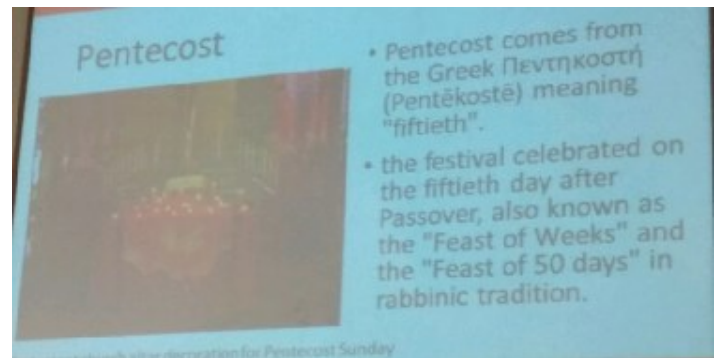 Pentecost
• Pentecost comes from
the Greek Πεντηκοστή
(Pentēkostē) meaning
"fiftieth".
• the festival celebrated on
the fiftieth day after
Passover, also known as
the "Feast of Weeks" and
the "Feast of 50 days" in
rabbinic tradition.
church altar decoration for Pentecost Sunday